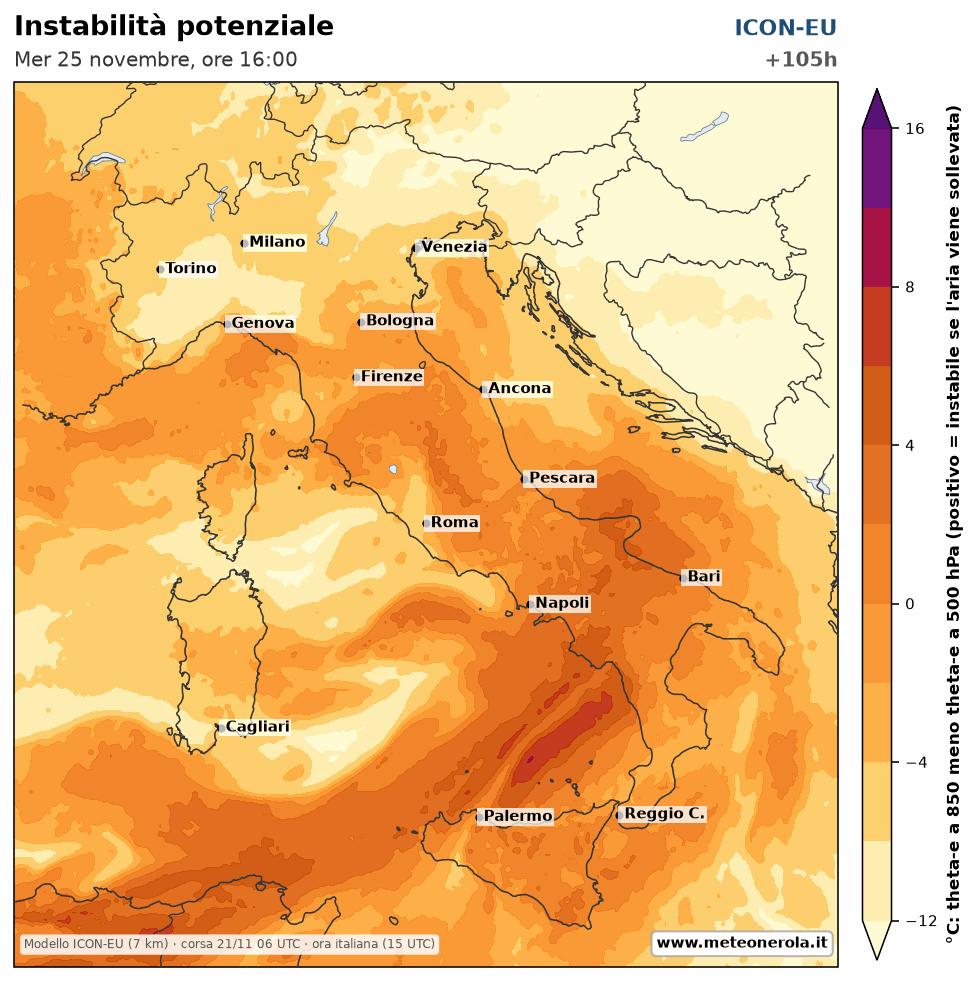 Instabilità potenziale
ICON-EU
Mer 25 novembre, ore 16:00
+105h
Milano
Venezia
Torino
Genova
Bologna
Firenze
Ancona
Pescara
Roma
Bari
Napoli
Cagliari
Palermo
Reggio C.
Modello ICON-EU (7 km) · corsa 21/11 06 UTC · ora italiana (15 UTC)
www.meteonerola.it
16
8
4
0
−4
−12
°C: theta-e a 850 meno theta-e a 500 hPa (positivo = instabile se l'aria viene sollevata)